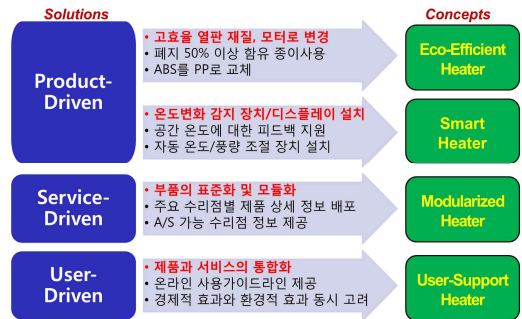 Solutions
Concepts
Product-
Driven
• 고효율 열판 재질, 모터로 변경
• 폐지 50% 이상 함유 종이사용
• ABS를 PP로 교체
Eco-Efficient
Heater
• 온도변화 감지 장치/디스플레이 설치
• 공간 온도에 대한 피드백 지원
• 자동 온도/풍량 조절 장치 설치
Smart
Heater
Service-
Driven
• 부품의 표준화 및 모듈화
• 주요 수리점별 제품 상세 정보 배포
• A/S 가능 수리점 정보 제공
Modularized
Heater
User-
Driven
• 제품과 서비스의 통합화
• 온라인 사용가이드라인 제공
• 경제적 효과와 환경적 효과 동시 고려
User-Support
Heater